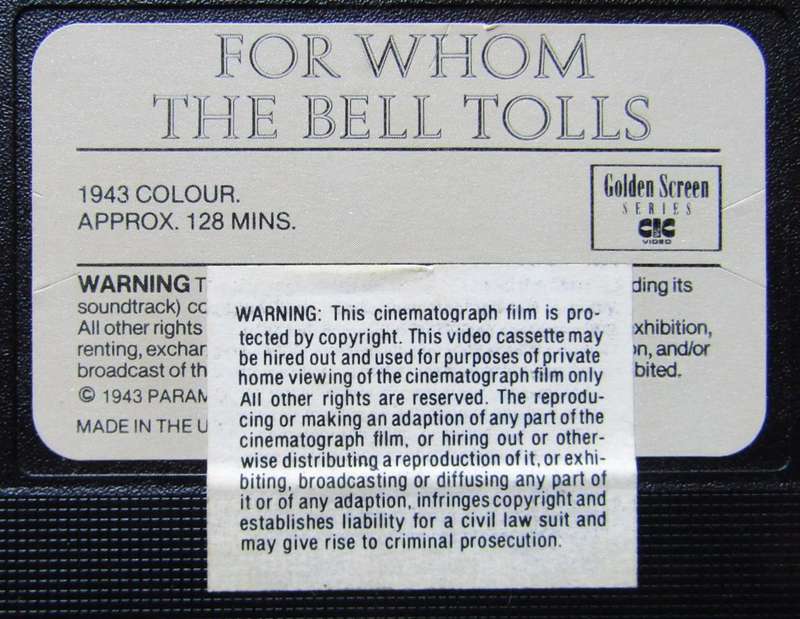 FOR WHOM
THE BELL TOLLS
1943 COLOUR.
APPROX. 128 MINS.
Golden Screen
SERIES
CIC
VIDEO
WARNING T
ding its
soundtrack) co
All other rights
xhibition,
renting, exchan
on, and/or
broadcast of th
bited.
© 1943 PARAM
MADE IN THE U
WARNING: This cinematograph film is pro-
tected by copyright. This video cassette may
be hired out and used for purposes of private
home viewing of the cinematograph film only
All other rights are reserved. The reprodu-
cing or making an adaption of any part of the
cinematograph film, or hiring out or other-
wise distributing a reproduction of it, or exhi-
biting, broadcasting or diffusing any part of
it or of any adaption, infringes copyright and
establishes liability for a civil law suit and
may give rise to criminal prosecution.